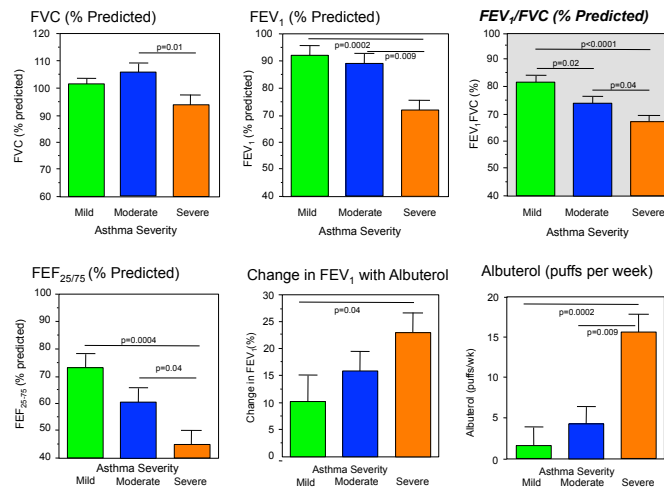 FVC (% Predicted)
p=0.01
120
110
100
90
80
70
60
FVC (% predicted)
Mild Moderate Severe
Asthma Severity
FEV1 (% Predicted)
p=0.0002
p=0.009
100
90
80
70
60
50
40
FEV1 (% predicted)
Mild Moderate Severe
Asthma Severity
FEV1/FVC (% Predicted)
p<0.0001
p=0.02
p=0.04
100
90
80
70
60
50
40
FEV1 FVC (%)
Mild Moderate Severe
Asthma Severity
FEF25/75 (% Predicted)
p=0.0004
p=0.04
100
90
80
70
60
50
40
FEF25-75 (% predicted)
Asthma Severity
Mild Moderate Severe
Change in FEV1 with Albuterol
p=0.04
30
25
20
15
10
5
0
Change in FEV1(%)
Asthma Severity
Mild Moderate Severe
Albuterol (puffs per week)
p=0.0002
p=0.009
20
15
10
5
0
Albuterol (puffs/wk)
Asthma Severity
Mild Moderate Severe